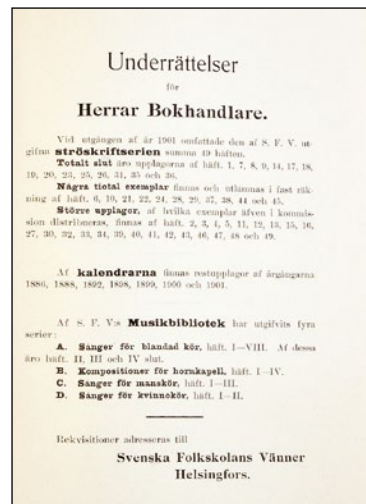 Underrättelser
för
Herrar Bokhandlare.
Vid utgången af år 1901 omfattade den af S. F. V. ut-
gifna ströskriftserien summa 49 häften.
Totalt slut äro upplagorna af häft. 1, 7, 8, 9, 14, 17, 18,
19, 20, 23, 25, 26, 31, 35 och 36.
Några tiotal exemplar finnas och utlämnas i fast räk-
ning af häft. 6, 10, 21, 22, 24, 28, 29, 37, 38, 44 och 45.
Större upplagor, af hvilka exemplar äfven i kommis-
sion distribueras, finnas af häft. 2, 3, 4, 5, 11, 12, 13, 15, 16,
27, 30, 32, 33, 34, 39, 40, 41, 42, 43, 46, 47, 48 och 49.
Af kalendrarna finnas restupplagor af årgångarna
1886, 1888, 1892, 1898, 1899, 1900 och 1901.
Af S. F. V:s Musikbibliotek har utgifvits fyra
serier:
A. Sånger för blandad kör, häft. I—VIII. Af dessa
äro häft. II, III och IV slut.
B. Kompositioner för hornkapell, häft. I—IV.
C. Sånger för manskör, häft. I—III.
D. Sånger för kvinnokör, häft. I—II.
Rekvisitioner adresseras till
Svenska Folkskolans Vänner
Helsingfors.